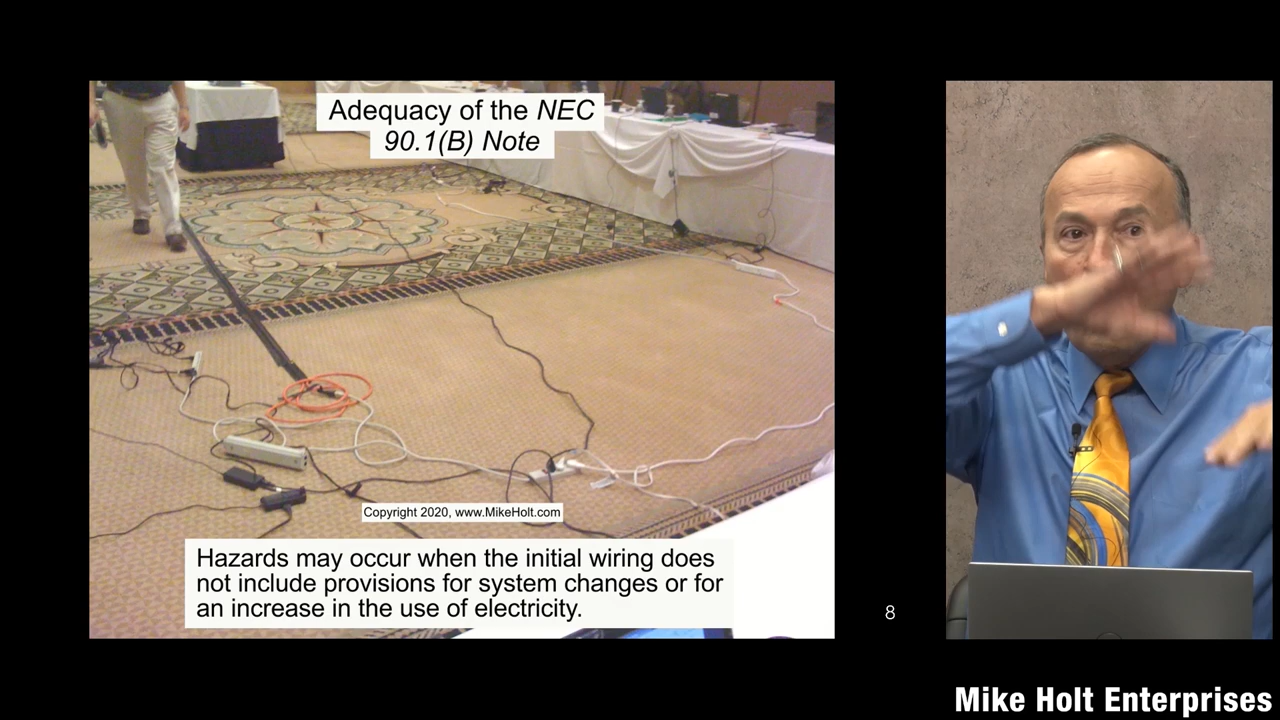 Adequacy of the NEC
90.1(B) Note
Copyright 2020, www.MikeHolt.com
Hazards may occur when the initial wiring does
not include provisions for system changes or for
an increase in the use of electricity.
8
Mike Holt Enterprises